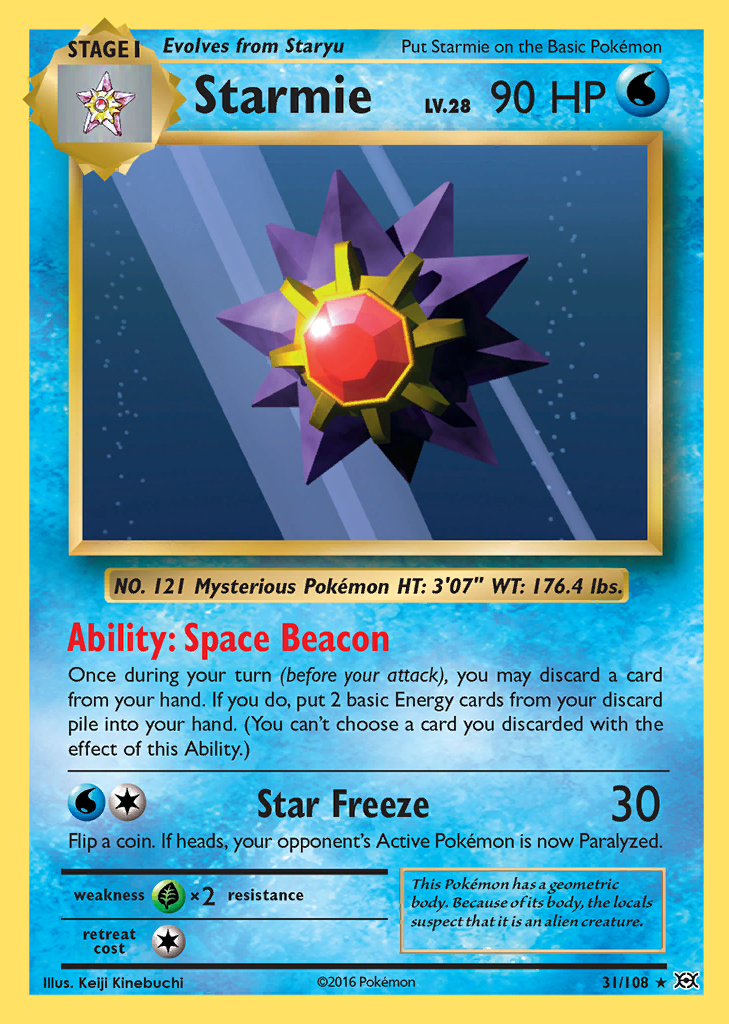 STAGE 1 Evolves from Staryu Put Starmie on the Basic Pokémon
Starmie LV.28 90 HP
NO. 121 Mysterious Pokémon HT: 3'07" WT: 176.4 lbs.
Ability: Space Beacon
Once during your turn (before your attack), you may discard a card
from your hand. If you do, put 2 basic Energy cards from your discard
pile into your hand. (You can't choose a card you discarded with the
effect of this Ability.)
Star Freeze 30
Flip a coin. If heads, your opponent's Active Pokémon is now Paralyzed.
weakness ×2 resistance
retreat
cost
This Pokémon has a geometric
body. Because of its body, the locals
suspect that it is an alien creature.
Illus. Keiji Kinebuchi ©2016 Pokémon 31/108 ★